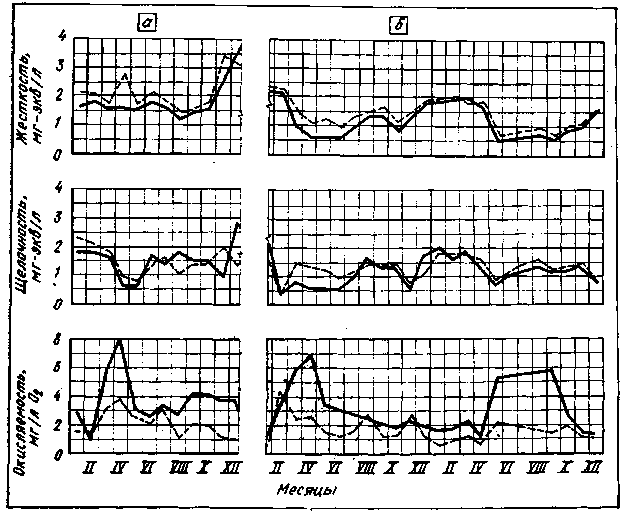 а б
Жесткость,
мг-экв/л
4
3
2
1
0
Щелочность,
мг-экв/л
4
3
2
1
0
Окисляемость,
мг/л О2
8
6
4
2
0
II IV VI VIII X XII II IV VI VIII X XII II IV VI VIII X XII
Месяцы